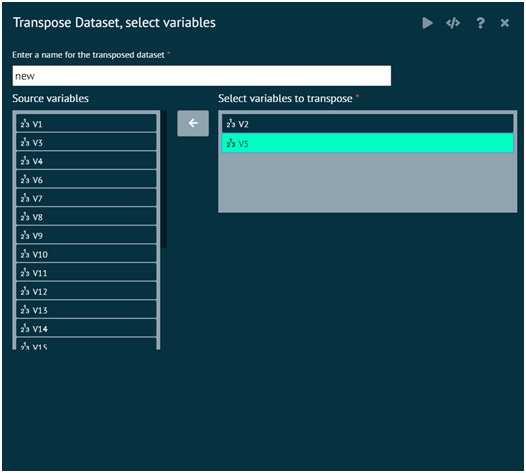 Transpose Dataset, select variables
Enter a name for the transposed dataset *
new
Source variables
Select variables to transpose *
V1
V3
V4
V6
V7
V8
V9
V10
V11
V12
V13
V14
V15
V2
V5